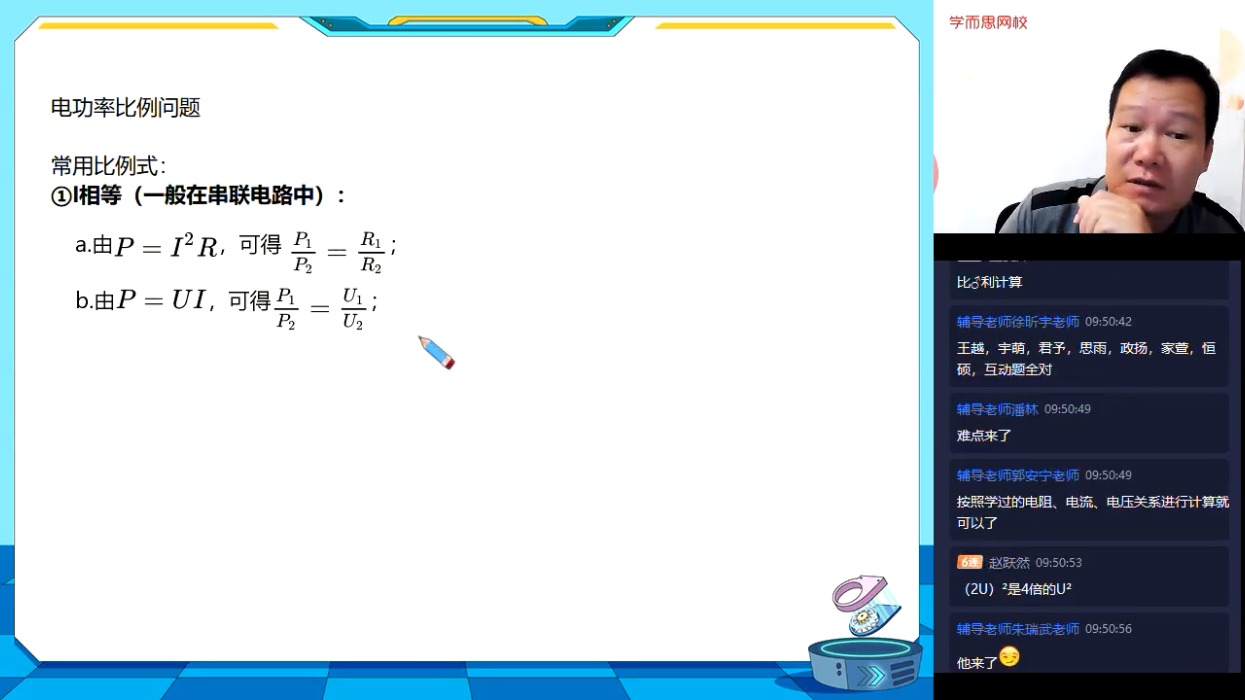 电功率比例问题
常用比例式：
①I相等（一般在串联电路中）：
a.由P = I²R，可得 P₁/P₂ = R₁/R₂；
b.由P = UI，可得 P₁/P₂ = U₁/U₂；
学而思网校
比利计算
辅导老师徐昕宇老师 09:50:42
王越，宇萌，君予，思雨，政扬，家萱，恒
硕，互动题全对
辅导老师潘林 09:50:49
难点来了
辅导老师郭安宁老师 09:50:49
按照学过的电阻、电流、电压关系进行计算就
可以了
6连 赵跃然 09:50:53
（2U）²是4倍的U²
辅导老师朱瑞武老师 09:50:56
他来了😏